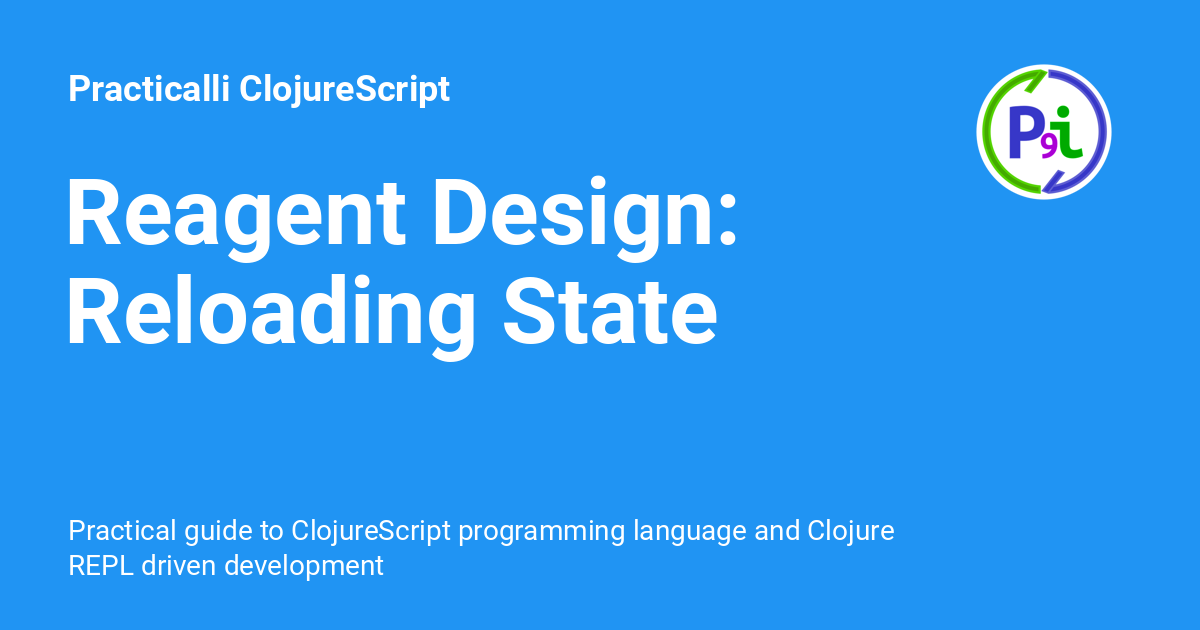 Practicalli ClojureScript
P9i
Reagent Design:
Reloading State
Practical guide to ClojureScript programming language and Clojure
REPL driven development